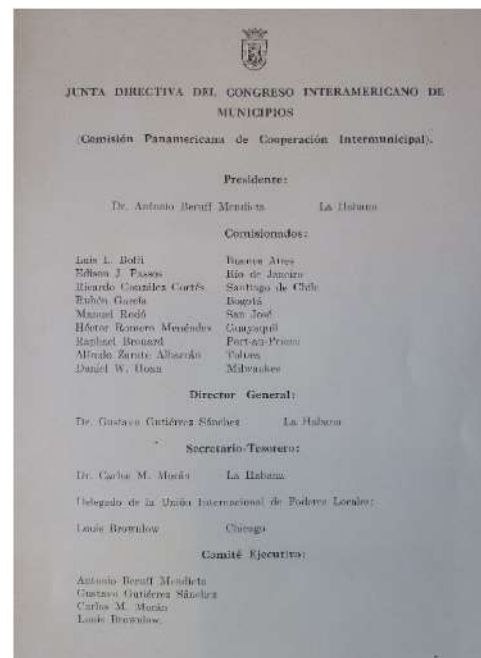 JUNTA DIRECTIVA DEL CONGRESO INTERAMERICANO DE
MUNICIPIOS
(Comisión Panamericana de Cooperación Intermunicipal).
Presidente:
Dr. Antonio Beruff Mendieta La Habana
Comisionados:
Luis L. Boffi Buenos Aires
Edison J. Passos Rio de Janeiro
Ricardo González Cortés Santiago de Chile
Rubén García Bogotá
Manuel Rodó San José
Héctor Romero Menéndez Guayaquil
Raphael Brouard Port-au-Prince
Alfredo Zarate Albarrán Toluca
Daniel W. Hoan Milwaukee
Director General:
Dr. Gustavo Gutiérrez Sánchez La Habana
Secretario-Tesorero:
Dr. Carlos M. Morán La Habana
Delegado de la Unión Internacional de Poderes Locales:
Louis Brownlow Chicago
Comité Ejecutivo:
Antonio Beruff Mendieta
Gustavo Gutiérrez Sánchez
Carlos M. Morán
Louis Brownlow.